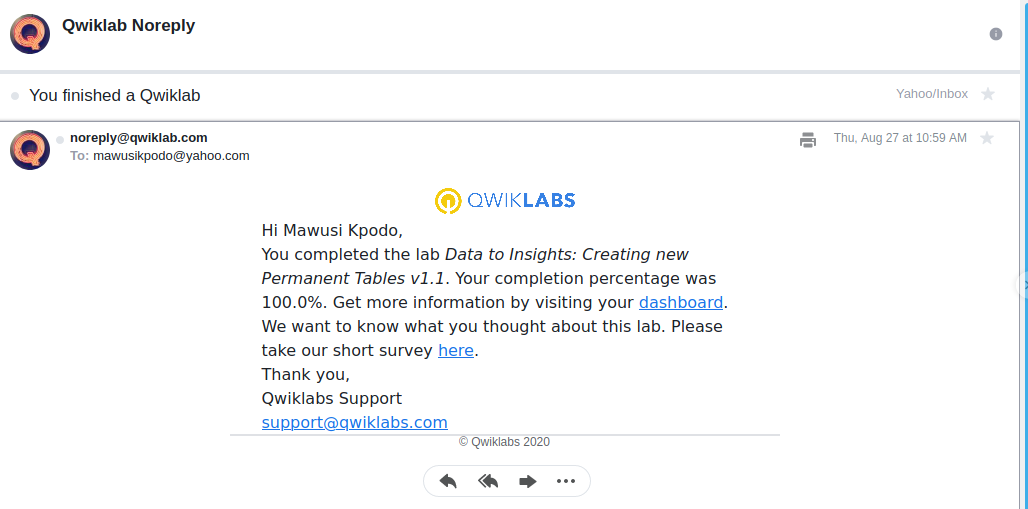 Qwiklab Noreply
You finished a Qwiklab
Yahoo/Inbox
noreply@qwiklab.com
Thu, Aug 27 at 10:59 AM
To: mawusikpodo@yahoo.com
QWIKLABS
Hi Mawusi Kpodo,
You completed the lab Data to Insights: Creating new
Permanent Tables v1.1. Your completion percentage was
100.0%. Get more information by visiting your dashboard.
We want to know what you thought about this lab. Please
take our short survey here.
Thank you,
Qwiklabs Support
support@qwiklabs.com
© Qwiklabs 2020